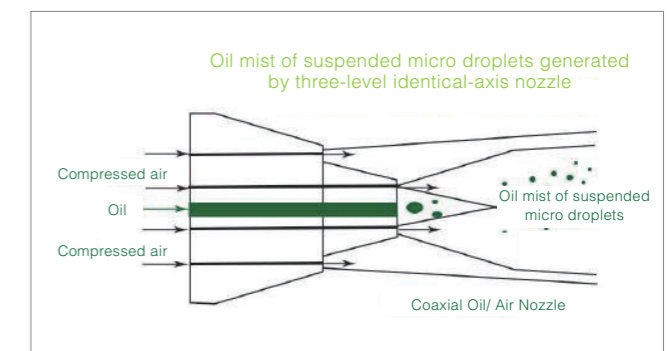 Oil mist of suspended micro droplets generated
by three-level identical-axis nozzle
Compressed air
Oil
Compressed air
Oil mist of suspended
micro droplets
Coaxial Oil/ Air Nozzle